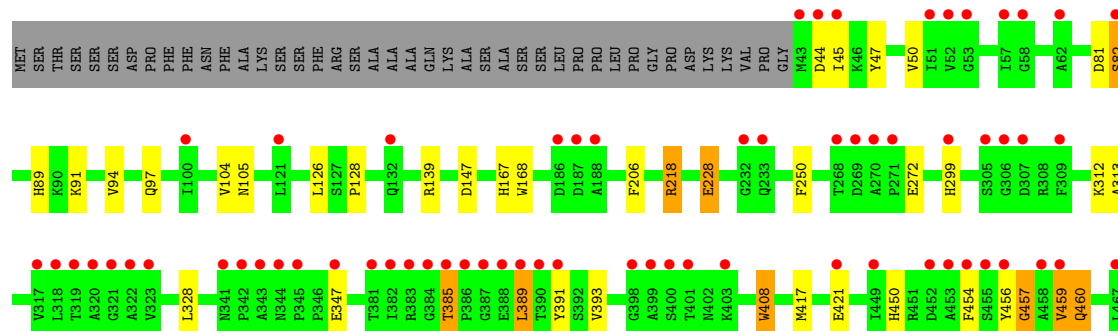 MET SER THR SER SER SER ASP PRO PHE PHE ASN PHE ALA LYS SER SER PHE ARG SER ALA ALA ALA GLN LYS ALA SER ALA SER SER LEU PRO PRO LEU PRO GLY PRO ASP LYS LYS VAL PRO GLY M43 D44 I45 K46 Y47 V50 I51 V52 G53 I57 G58 A62 D81 S82
H89 K90 K91 V94 Q97 I100 V104 N105 L121 L126 S127 P128 Q132 R139 D147 H167 W168 D186 D187 A188 F206 R218 E228 G232 Q233 F250 T268 D269 A270 P271 E272 H299 S305 G306 D307 R308 F309 K312 A313
V317 L318 T319 A320 G321 A322 V323 L328 N341 P342 A343 N344 P345 P346 E347 T381 I382 R383 G384 T385 P386 G387 E388 L389 T390 Y391 S392 V393 G398 A399 S400 T401 N402 K403 W408 M417 E421 I449 H450 R451 D452 A453 F454 S455 Y456 G457 A458 V459 Q460